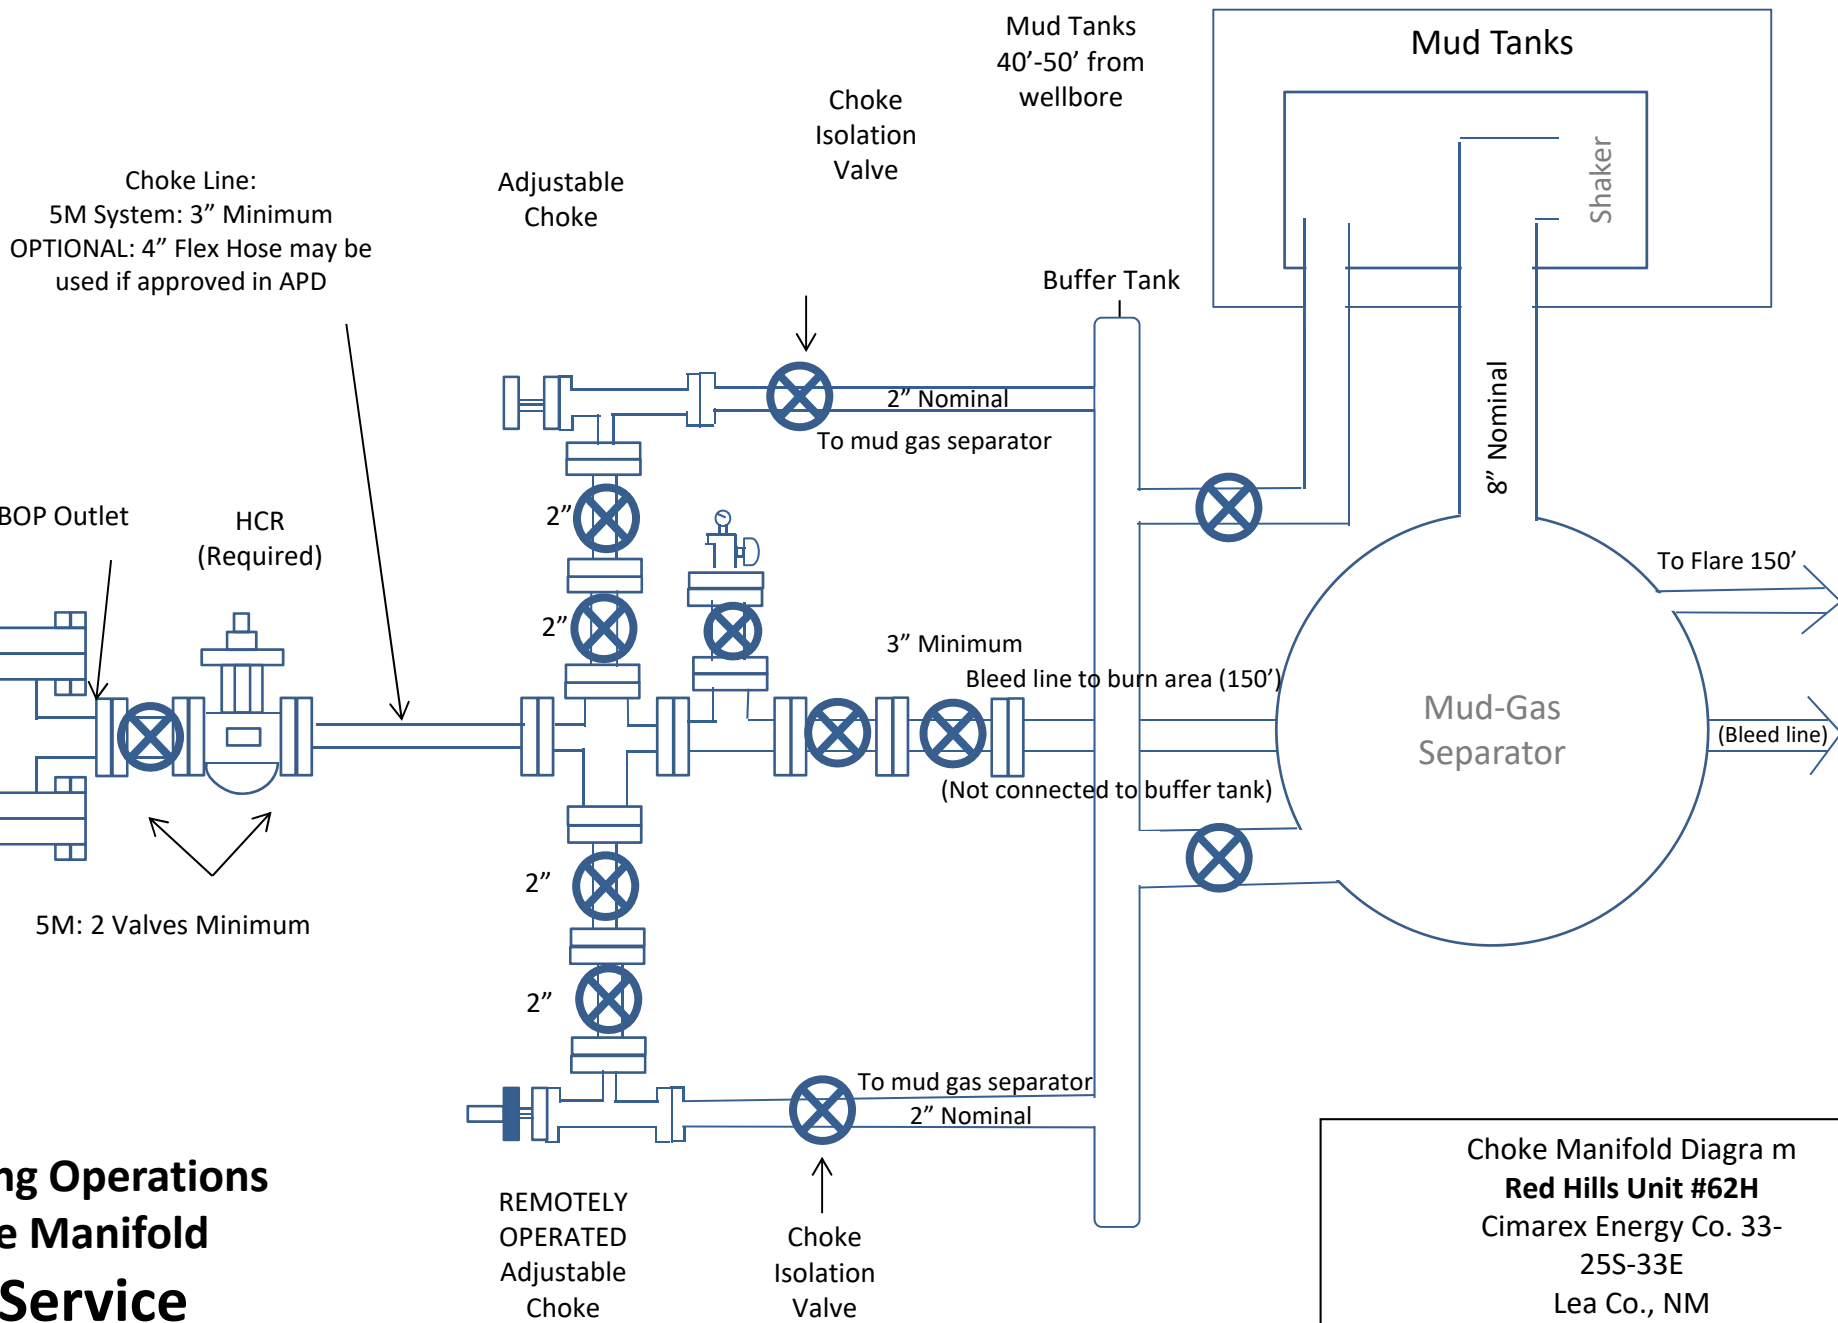 Mud Tanks
40’-50’ from
wellbore
Mud Tanks
Shaker
Choke
Isolation
Valve
Adjustable
Choke
Choke Line:
5M System: 3” Minimum
OPTIONAL: 4” Flex Hose may be
used if approved in APD
Buffer Tank
2” Nominal
To mud gas separator
8” Nominal
BOP Outlet
HCR
(Required)
2”
2”
To Flare 150’
3” Minimum
Bleed line to burn area (150’)
Mud-Gas
Separator
(Bleed line)
(Not connected to buffer tank)
5M: 2 Valves Minimum
2”
2”
To mud gas separator
2” Nominal
REMOTELY
OPERATED
Adjustable
Choke
Choke
Isolation
Valve
ng Operations
e Manifold
Service
Choke Manifold Diagra m
Red Hills Unit #62H
Cimarex Energy Co. 33-
25S-33E
Lea Co., NM